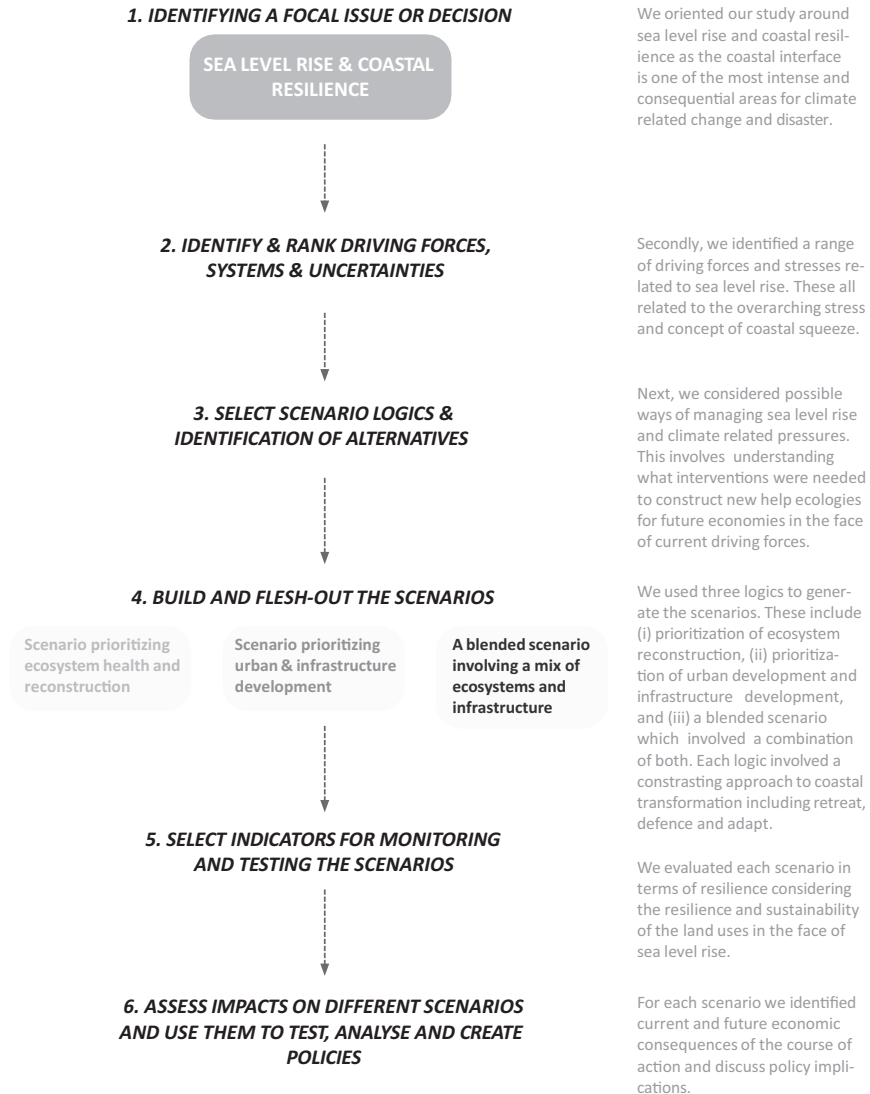 1. IDENTIFYING A FOCAL ISSUE OR DECISION
SEA LEVEL RISE & COASTAL
RESILIENCE
We oriented our study around
sea level rise and coastal resil-
ience as the coastal interface
is one of the most intense and
consequential areas for climate
related change and disaster.
2. IDENTIFY & RANK DRIVING FORCES,
SYSTEMS & UNCERTAINTIES
Secondly, we identified a range
of driving forces and stresses re-
lated to sea level rise. These all
related to the overarching stress
and concept of coastal squeeze.
3. SELECT SCENARIO LOGICS &
IDENTIFICATION OF ALTERNATIVES
Next, we considered possible
ways of managing sea level rise
and climate related pressures.
This involves understanding
what interventions were needed
to construct new help ecologies
for future economies in the face
of current driving forces.
4. BUILD AND FLESH-OUT THE SCENARIOS
Scenario prioritizing
ecosystem health and
reconstruction
Scenario prioritizing
urban & infrastructure
development
A blended scenario
involving a mix of
ecosystems and
infrastructure
We used three logics to gener-
ate the scenarios. These include
(i) prioritization of ecosystem
reconstruction, (ii) prioritiza-
tion of urban development and
infrastructure development,
and (iii) a blended scenario
which involved a combination
of both. Each logic involved a
constrasting approach to coastal
transformation including retreat,
defence and adapt.
5. SELECT INDICATORS FOR MONITORING
AND TESTING THE SCENARIOS
We evaluated each scenario in
terms of resilience considering
the resilience and sustainability
of the land uses in the face of
sea level rise.
6. ASSESS IMPACTS ON DIFFERENT SCENARIOS
AND USE THEM TO TEST, ANALYSE AND CREATE
POLICIES
For each scenario we identified
current and future economic
consequences of the course of
action and discuss policy impli-
cations.